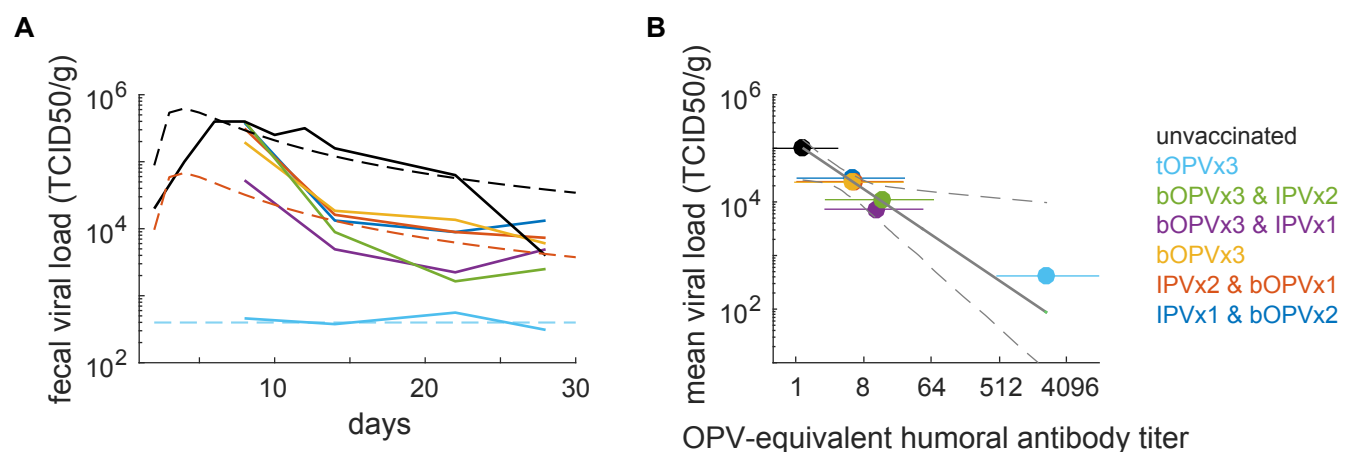 A
fecal viral load (TCID50/g)
10^6
10^4
10^2
10
20
30
days
B
mean viral load (TCID50/g)
10^6
10^4
10^2
1
8
64
512
4096
OPV-equivalent humoral antibody titer
unvaccinated
tOPVx3
bOPVx3 & IPVx2
bOPVx3 & IPVx1
bOPVx3
IPVx2 & bOPVx1
IPVx1 & bOPVx2